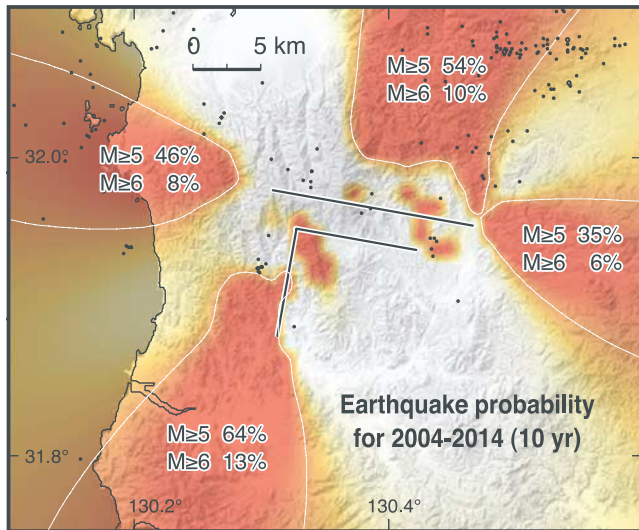 0 5 km
M≥5 54%
M≥6 10%
32.0°
M≥5 46%
M≥6 8%
M≥5 35%
M≥6 6%
Earthquake probability
for 2004-2014 (10 yr)
M≥5 64%
M≥6 13%
31.8°
130.2° 130.4°